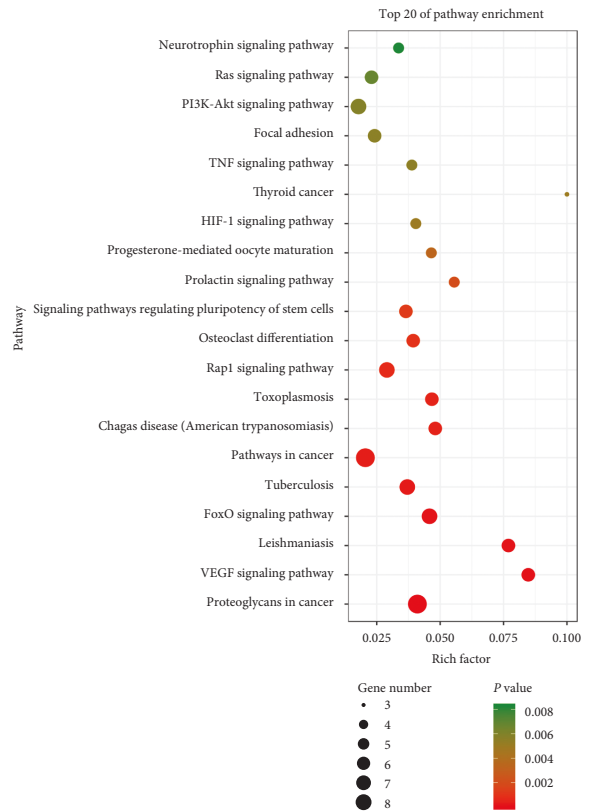 Top 20 of pathway enrichment
Neurotrophin signaling pathway
Ras signaling pathway
PI3K-Akt signaling pathway
Focal adhesion
TNF signaling pathway
Thyroid cancer
HIF-1 signaling pathway
Progesterone-mediated oocyte maturation
Prolactin signaling pathway
Signaling pathways regulating pluripotency of stem cells
Osteoclast differentiation
Rap1 signaling pathway
Toxoplasmosis
Chagas disease (American trypanosomiasis)
Pathways in cancer
Tuberculosis
FoxO signaling pathway
Leishmaniasis
VEGF signaling pathway
Proteoglycans in cancer
Pathway
0.025 0.050 0.075 0.100
Rich factor
Gene number
3
4
5
6
7
8
P value
0.008
0.006
0.004
0.002